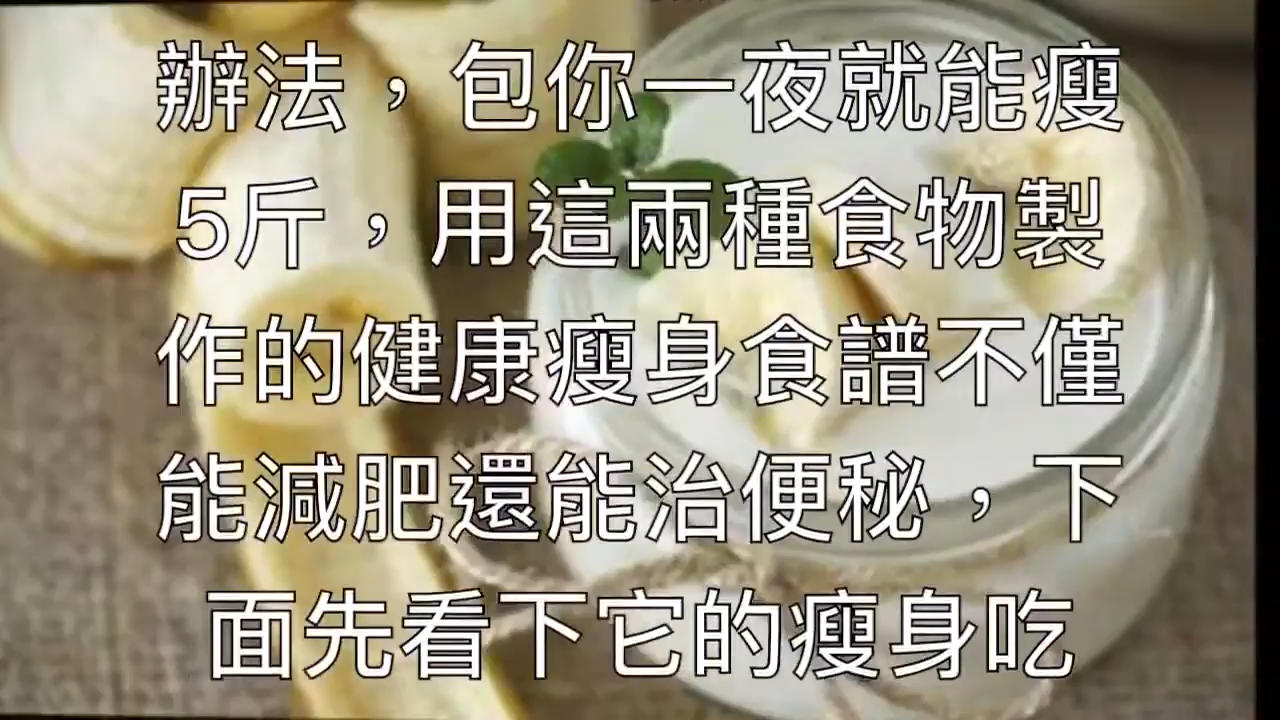 辦法，包你一夜就能瘦
5斤，用這兩種食物製
作的健康瘦身食譜不僅
能減肥還能治便秘，下
面先看下它的瘦身吃